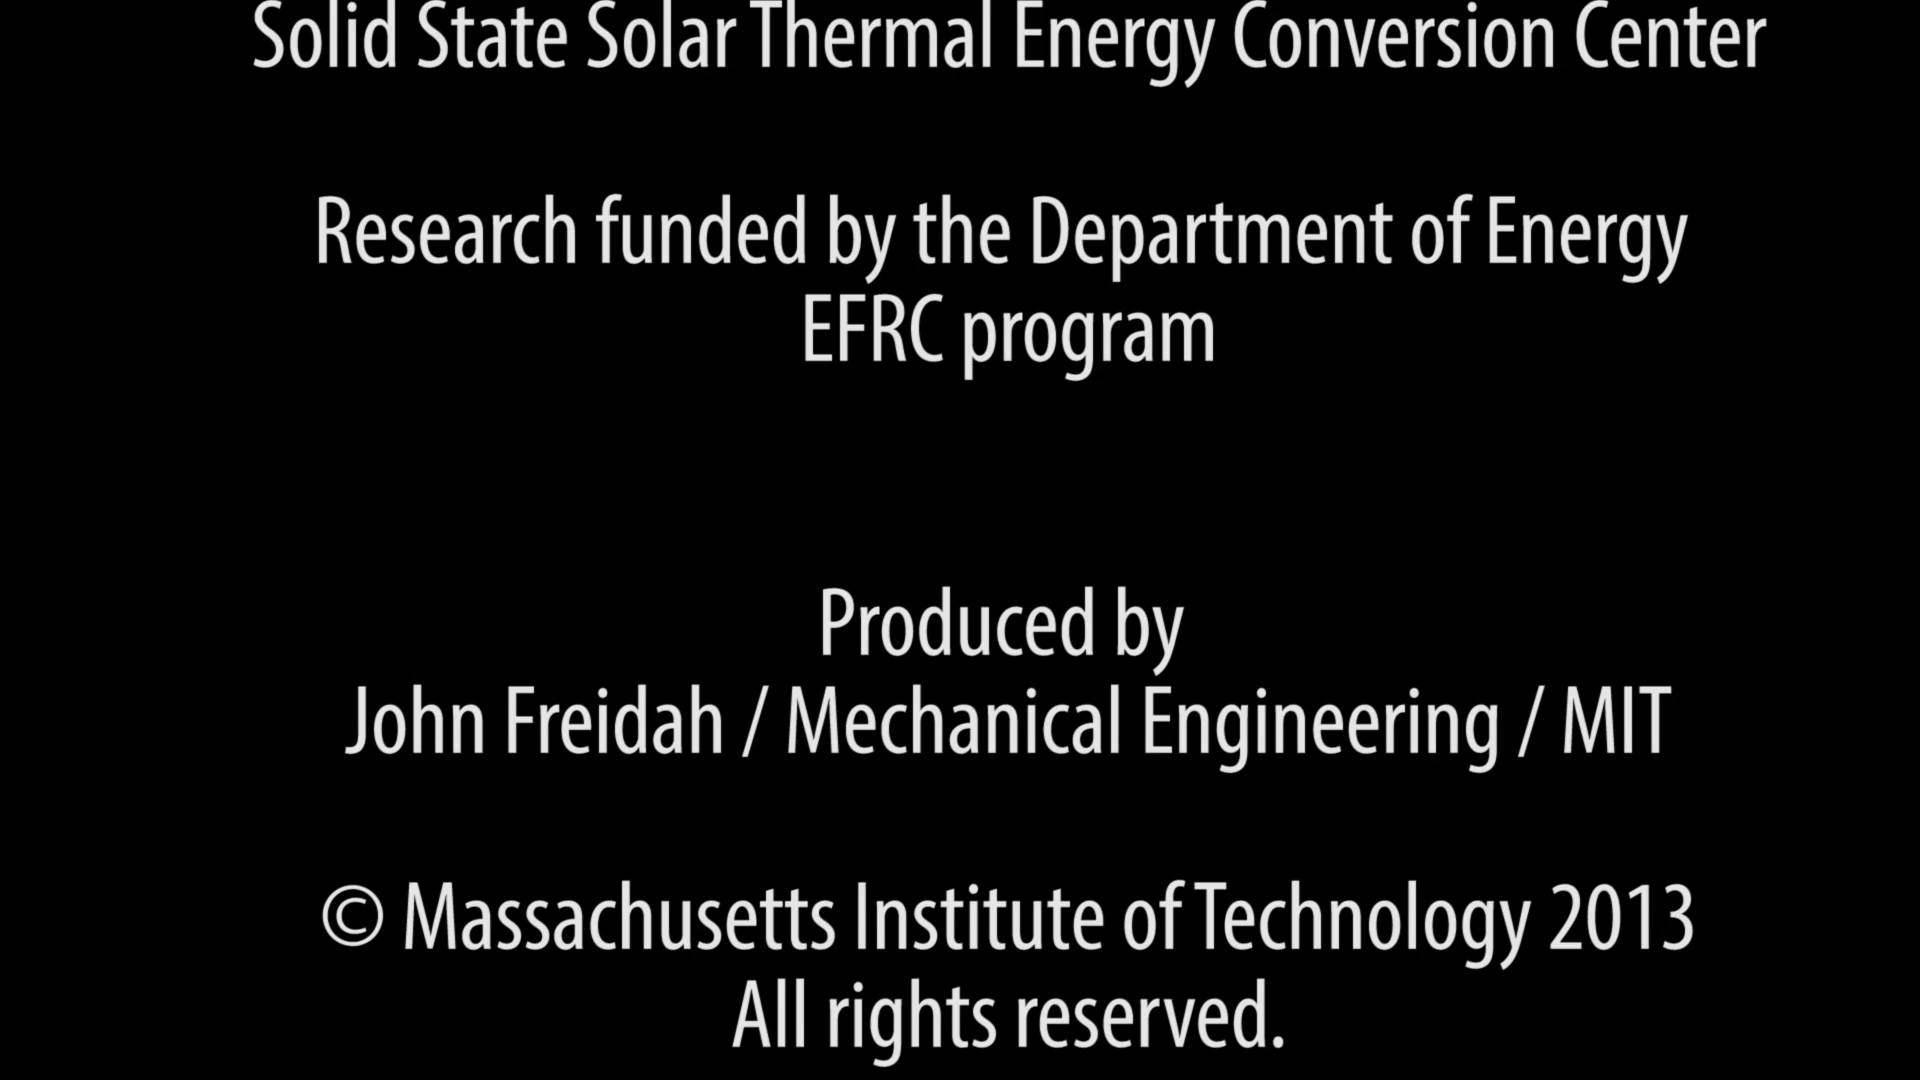 Solid State Solar Thermal Energy Conversion Center
Research funded by the Department of Energy
EFRC program
Produced by
John Freidah / Mechanical Engineering / MIT
© Massachusetts Institute of Technology 2013
All rights reserved.